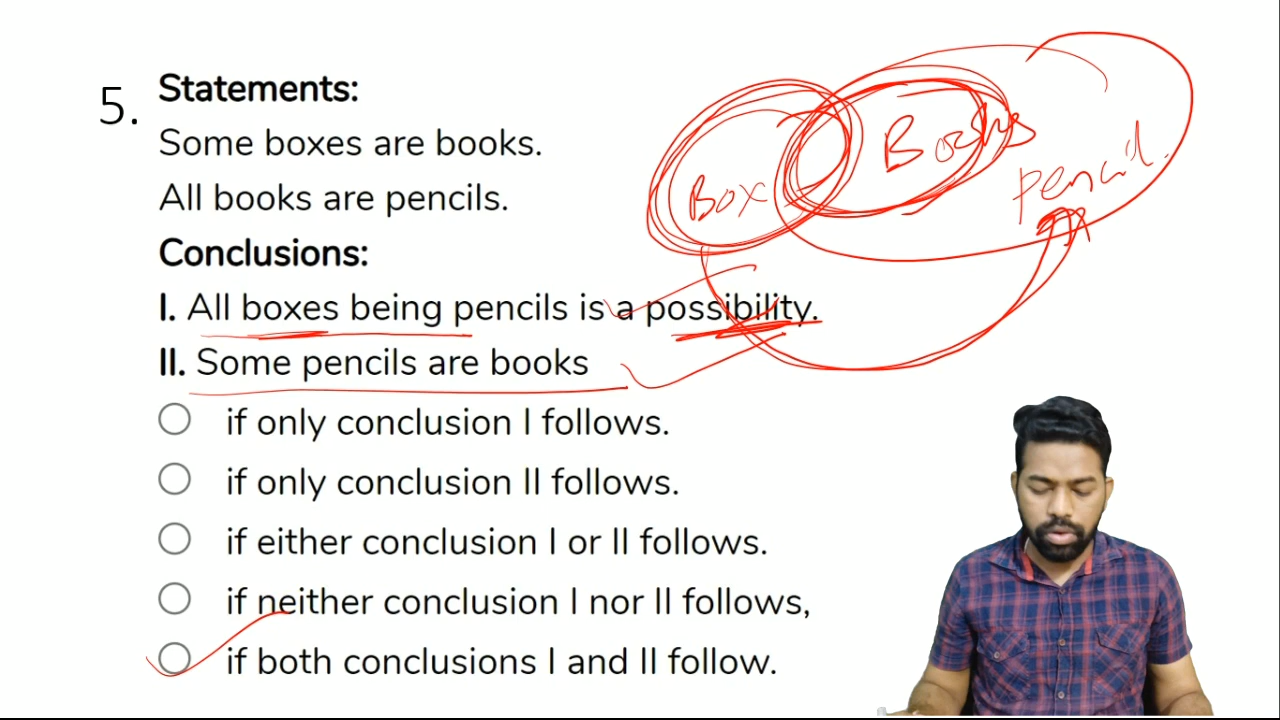 5. Statements:
Some boxes are books.
All books are pencils.
Conclusions:
I. All boxes being pencils is a possibility.
II. Some pencils are books
if only conclusion I follows.
if only conclusion II follows.
if either conclusion I or II follows.
if neither conclusion I nor II follows,
if both conclusions I and II follow.
Box
Books
Pencil